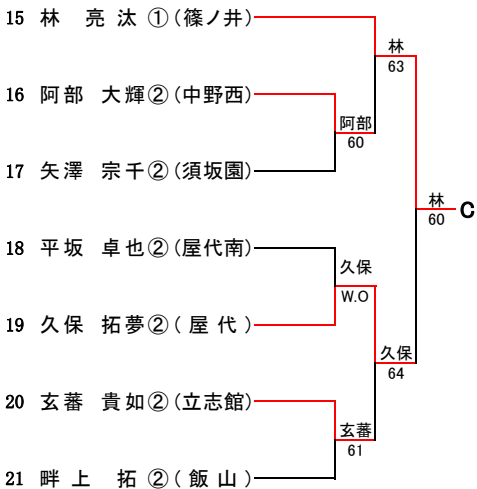 15 林 亮汰 ① (篠ノ井)
林
63
16 阿部 大輝 ② (中野西)
阿部
60
17 矢澤 宗千 ② (須坂園)
林
60
C
18 平坂 卓也 ② (屋代南)
久保
W.O
19 久保 拓夢 ② (屋代)
久保
64
20 玄蕃 貴如 ② (立志館)
玄蕃
61
21 畔上 拓 ② (飯山)